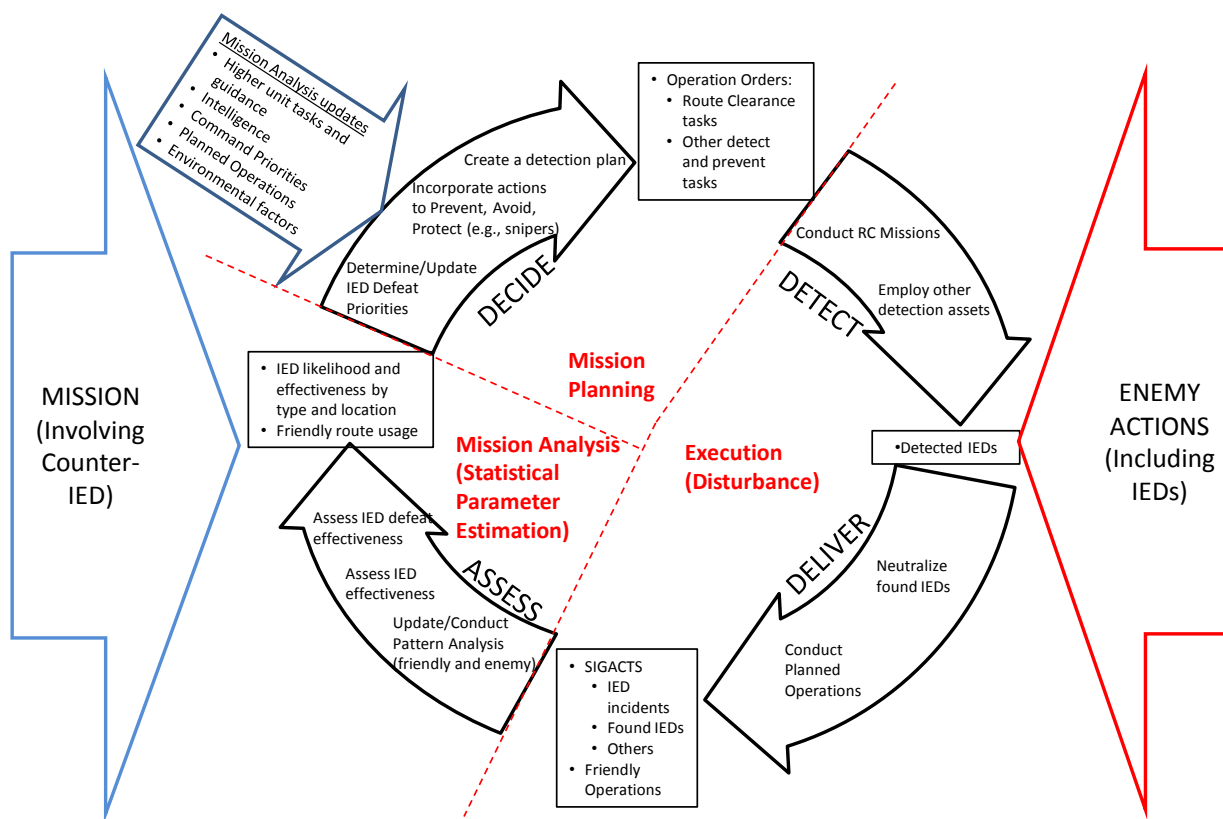 Mission Analysis updates
• Higher unit tasks and
guidance
• Intelligence
• Command Priorities
• Planned Operations
• Environmental factors
Create a detection plan
Incorporate actions
to Prevent, Avoid,
Protect (e.g., snipers)
Determine/Update
IED Defeat
Priorities
DECIDE
• Operation Orders:
• Route Clearance
tasks
• Other detect
and prevent
tasks
Conduct RC Missions
Employ other
detection assets
DETECT
MISSION
(Involving
Counter-
IED)
• IED likelihood and
effectiveness by
type and location
• Friendly route usage
Mission
Planning
Mission Analysis
(Statistical
Parameter
Estimation)
Execution
(Disturbance)
•Detected IEDs
ENEMY
ACTIONS
(Including
IEDs)
Assess IED defeat
effectiveness
Assess IED
effectiveness
Update/Conduct
Pattern Analysis
(friendly and enemy)
ASSESS
DELIVER
Neutralize
found IEDs
Conduct
Planned
Operations
• SIGACTS
• IED
incidents
• Found IEDs
• Others
• Friendly
Operations